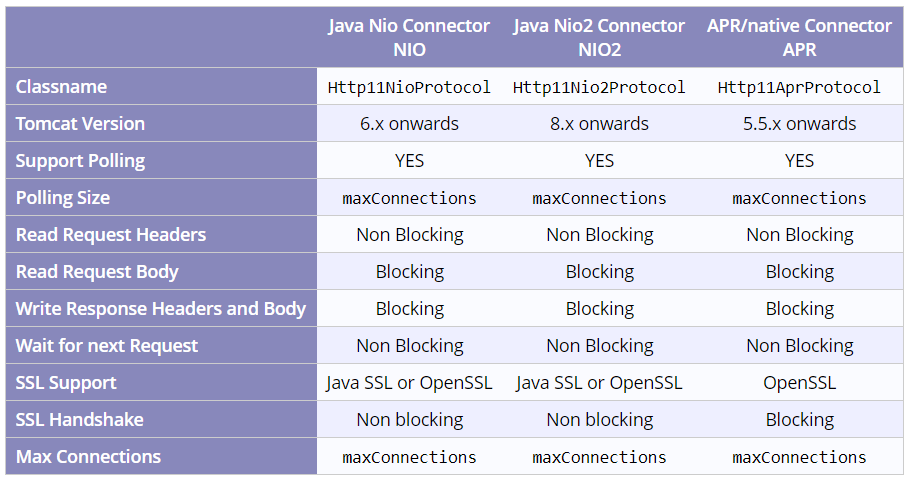 Java Nio Connector Java Nio2 Connector APR/native Connector
NIO NIO2 APR
Classname Http11NioProtocol Http11Nio2Protocol Http11AprProtocol
Tomcat Version 6.x onwards 8.x onwards 5.5.x onwards
Support Polling YES YES YES
Polling Size maxConnections maxConnections maxConnections
Read Request Headers Non Blocking Non Blocking Non Blocking
Read Request Body Blocking Blocking Blocking
Write Response Headers and Body Blocking Blocking Blocking
Wait for next Request Non Blocking Non Blocking Non Blocking
SSL Support Java SSL or OpenSSL Java SSL or OpenSSL OpenSSL
SSL Handshake Non blocking Non blocking Blocking
Max Connections maxConnections maxConnections maxConnections